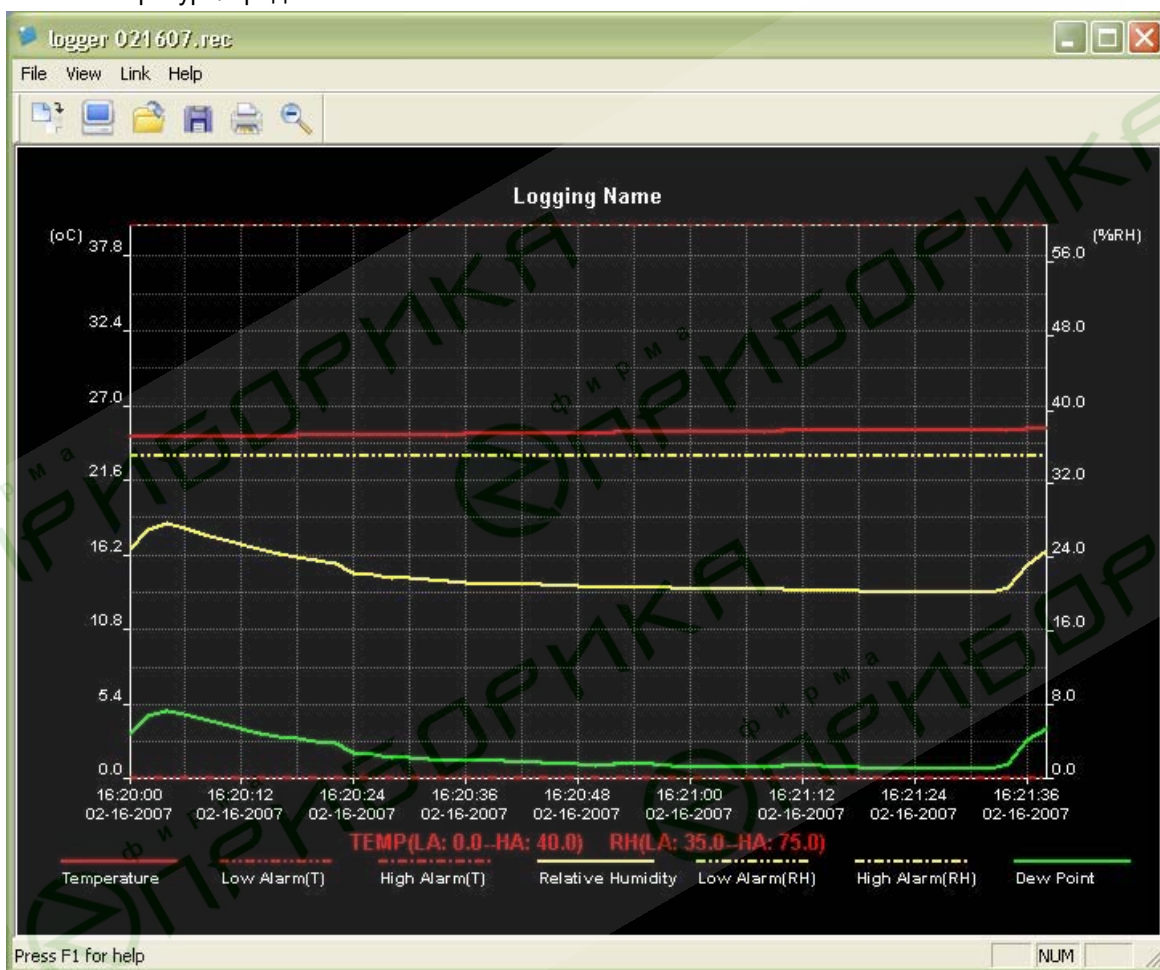 logger 021607.rec
File View Link Help
Logging Name
(oC)
(%RH)
37.8
32.4
27.0
21.6
16.2
10.8
5.4
0.0
56.0
48.0
40.0
32.0
24.0
16.0
8.0
0.0
16:20:00 16:20:12 16:20:24 16:20:36 16:20:48 16:21:00 16:21:12 16:21:24 16:21:36
02-16-2007 02-16-2007 02-16-2007 02-16-2007 02-16-2007 02-16-2007 02-16-2007 02-16-2007 02-16-2007
TEMP(LA: 0.0--HA: 40.0) RH(LA: 35.0--HA: 75.0)
Temperature Low Alarm(T) High Alarm(T) Relative Humidity Low Alarm(RH) High Alarm(RH) Dew Point
Press F1 for help
NUM
фирма
ПРИБОРИКА
фирма
ПРИБОРИКА
фирма
ПРИБОРИКА